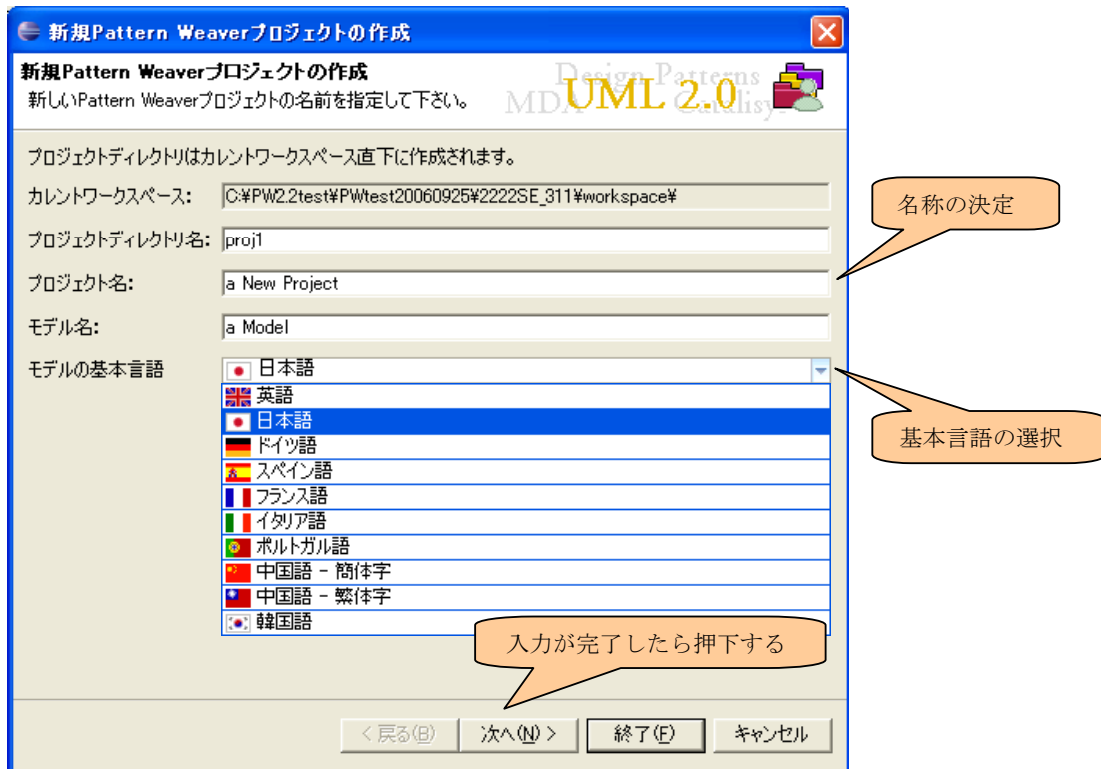 新規Pattern Weaverプロジェクトの作成
新規Pattern Weaverプロジェクトの作成
新しいPattern Weaverプロジェクトの名前を指定して下さい。
Design Patterns
UML 2.0
MDA Catalisy
プロジェクトディレクトリはカレントワークスペース直下に作成されます。
カレントワークスペース: C:¥PW2.2test¥PWtest20060925¥2222SE_311¥workspace¥
名称の決定
プロジェクトディレクトリ名: proj1
プロジェクト名: a New Project
モデル名: a Model
モデルの基本言語 日本語
英語
日本語
ドイツ語
基本言語の選択
スペイン語
フランス語
イタリア語
ポルトガル語
中国語 - 簡体字
中国語 - 繁体字
韓国語
入力が完了したら押下する
< 戻る(B) 次へ(N) > 終了(F) キャンセル